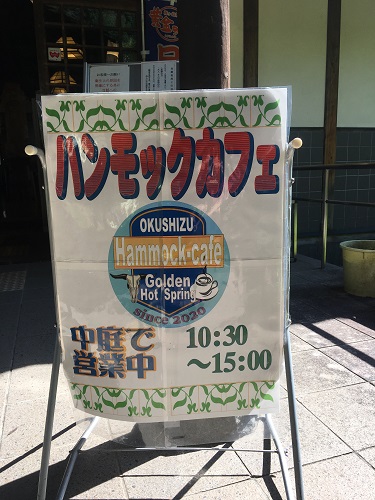 ハンモックカフェ
OKUSHIZU
Hammock-cafe
Golden
Hot Spring
since 2020
中庭で
営業中
10:30
～15:00